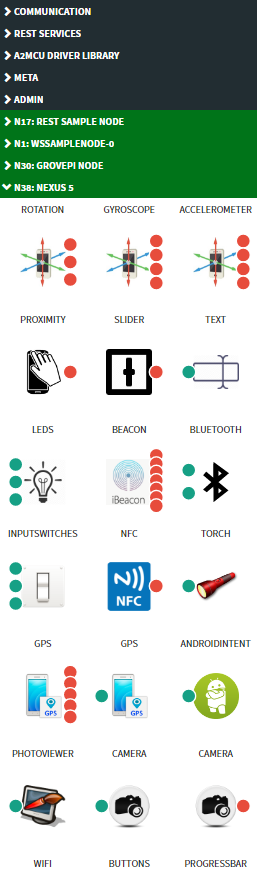 COMMUNICATION
REST SERVICES
A2MCU DRIVER LIBRARY
META
ADMIN
N17: REST SAMPLE NODE
N1: WSSAMPLENODE-0
N30: GROVEPI NODE
N38: NEXUS 5
ROTATION GYROSCOPE ACCELEROMETER
PROXIMITY SLIDER TEXT
LEDS BEACON BLUETOOTH
iBeacon
INPUTSWITCHES NFC TORCH
NFC
GPS GPS ANDROIDINTENT
GPS GPS
PHOTOVIEWER CAMERA CAMERA
WIFI BUTTONS PROGRESSBAR